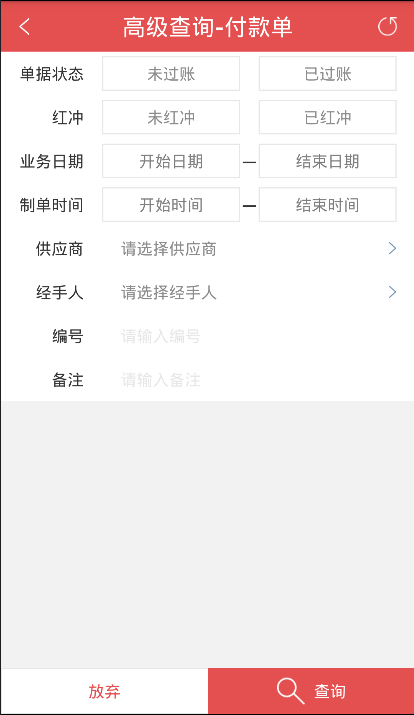 高级查询-付款单
单据状态 未过账 已过账
红冲 未红冲 已红冲
业务日期 开始日期 — 结束日期
制单时间 开始时间 — 结束时间
供应商 请选择供应商
经手人 请选择经手人
编号 请输入编号
备注 请输入备注
放弃 查询